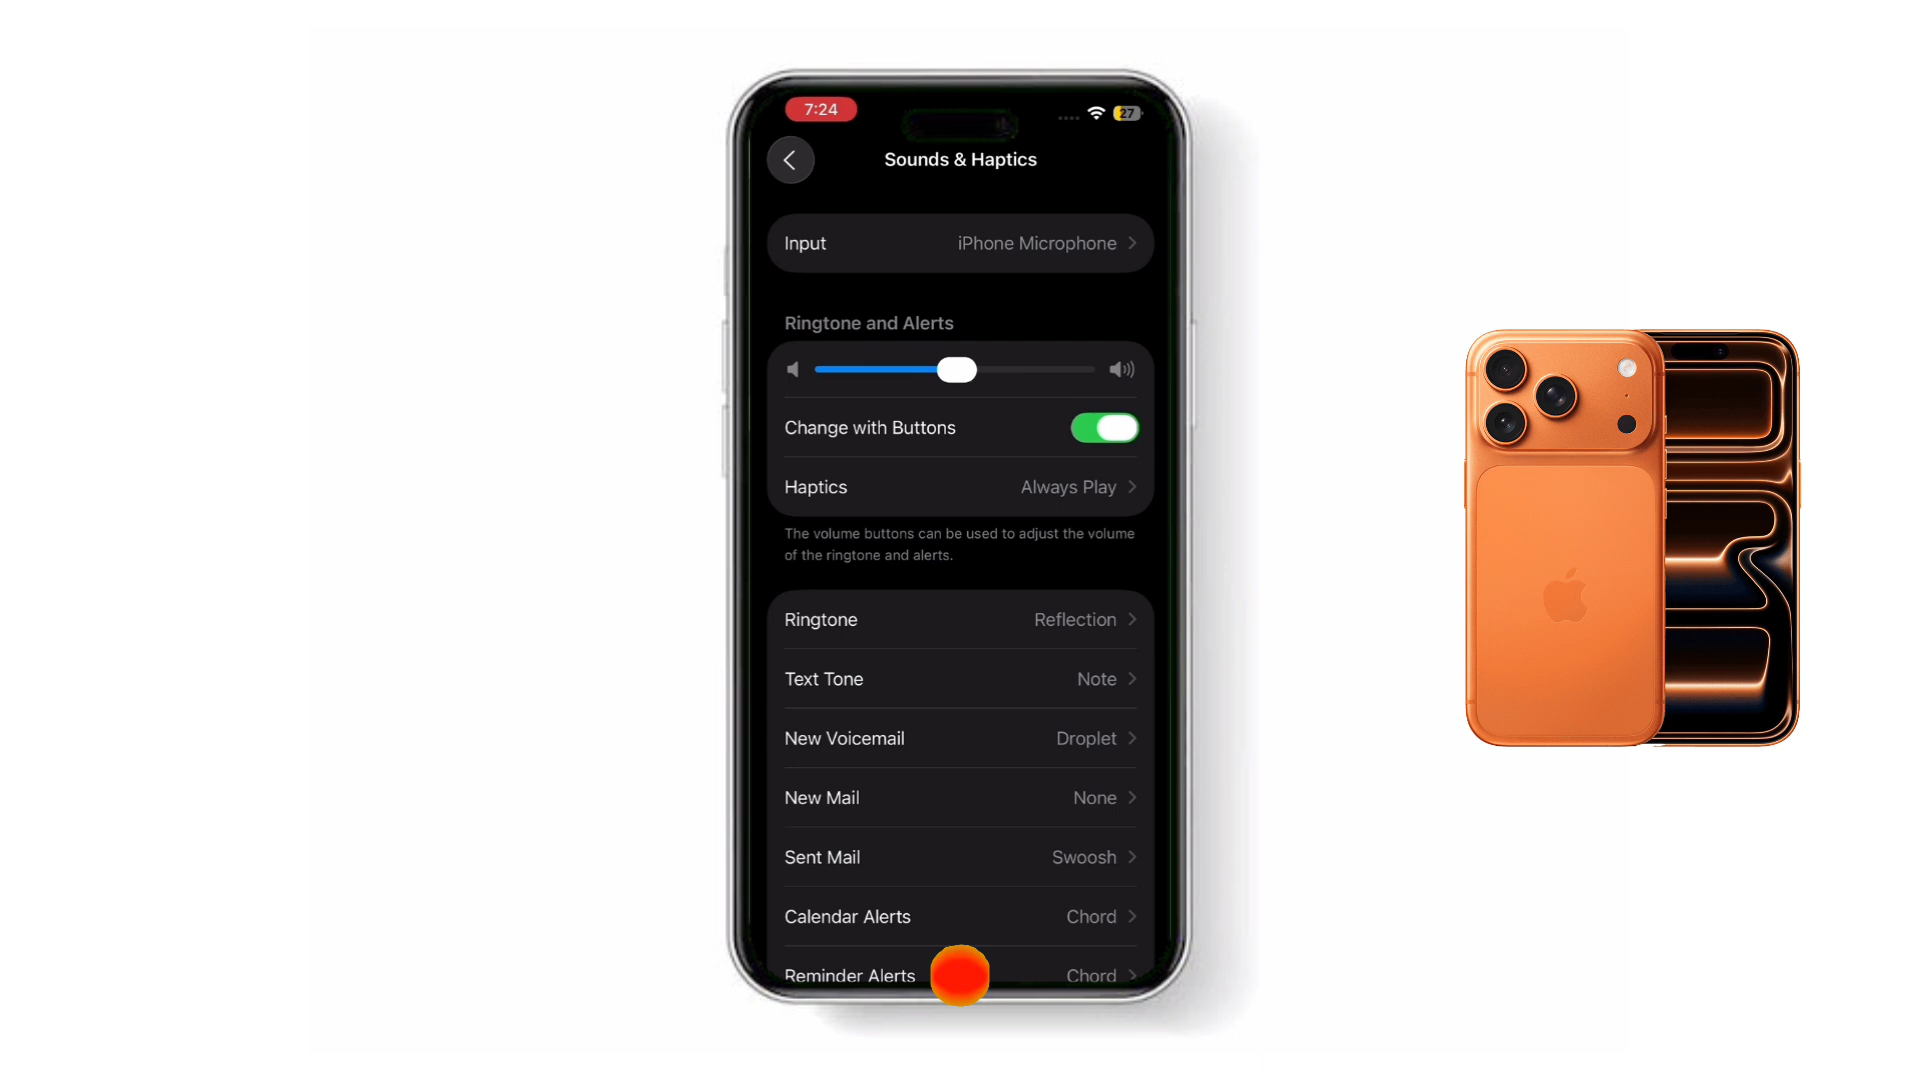 7:24
27
Sounds & Haptics
Input iPhone Microphone
Ringtone and Alerts
Change with Buttons
Haptics Always Play
The volume buttons can be used to adjust the volume
of the ringtone and alerts.
Ringtone Reflection
Text Tone Note
New Voicemail Droplet
New Mail None
Sent Mail Swoosh
Calendar Alerts Chord
Reminder Alerts Chord